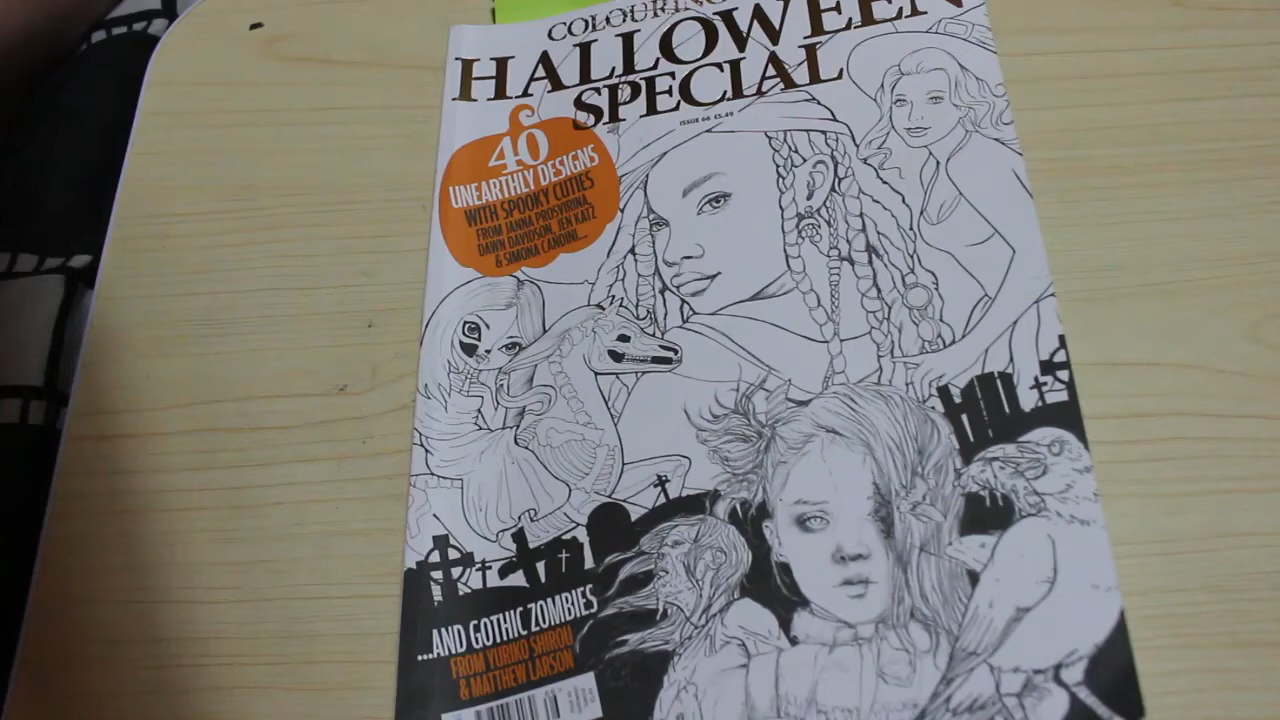 COLOURING
HALLOWEEN
SPECIAL
ISSUE 66 £5.49
40
UNEARTHLY DESIGNS
WITH SPOOKY CUTIES
FROM JANNA PROSVIRINA,
DAWN DAVIDSON, JEN KATZ
& SIMONA CANDINI...
...AND GOTHIC ZOMBIES
FROM YURIKO SHIROU
& MATTHEW LARSON